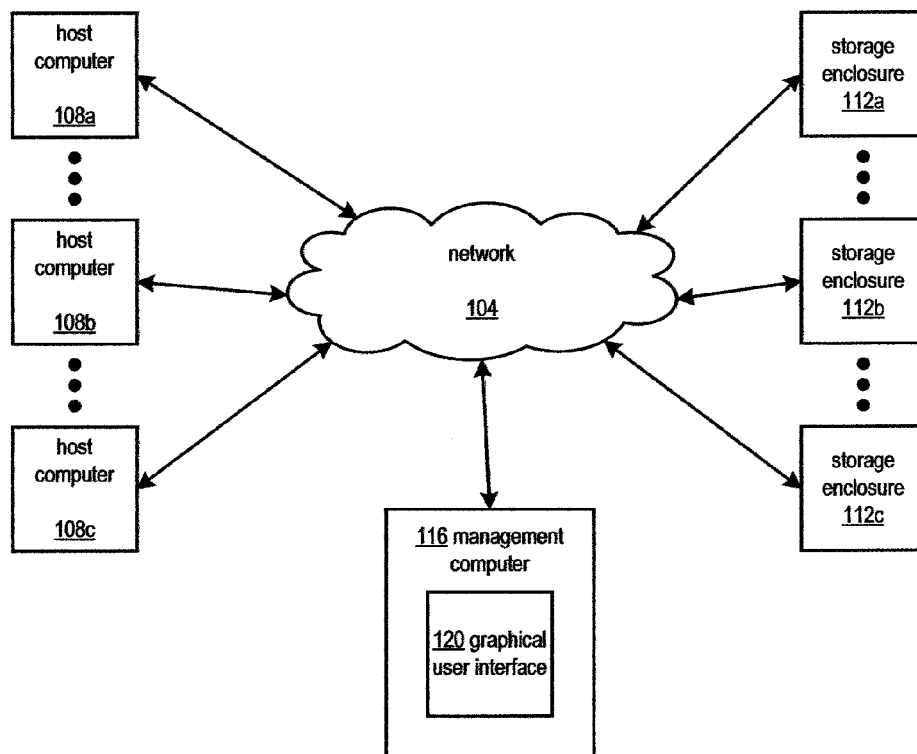 host
computer
108a
host
computer
108b
host
computer
108c
network
104
storage
enclosure
112a
storage
enclosure
112b
storage
enclosure
112c
116 management
computer
120 graphical
user interface